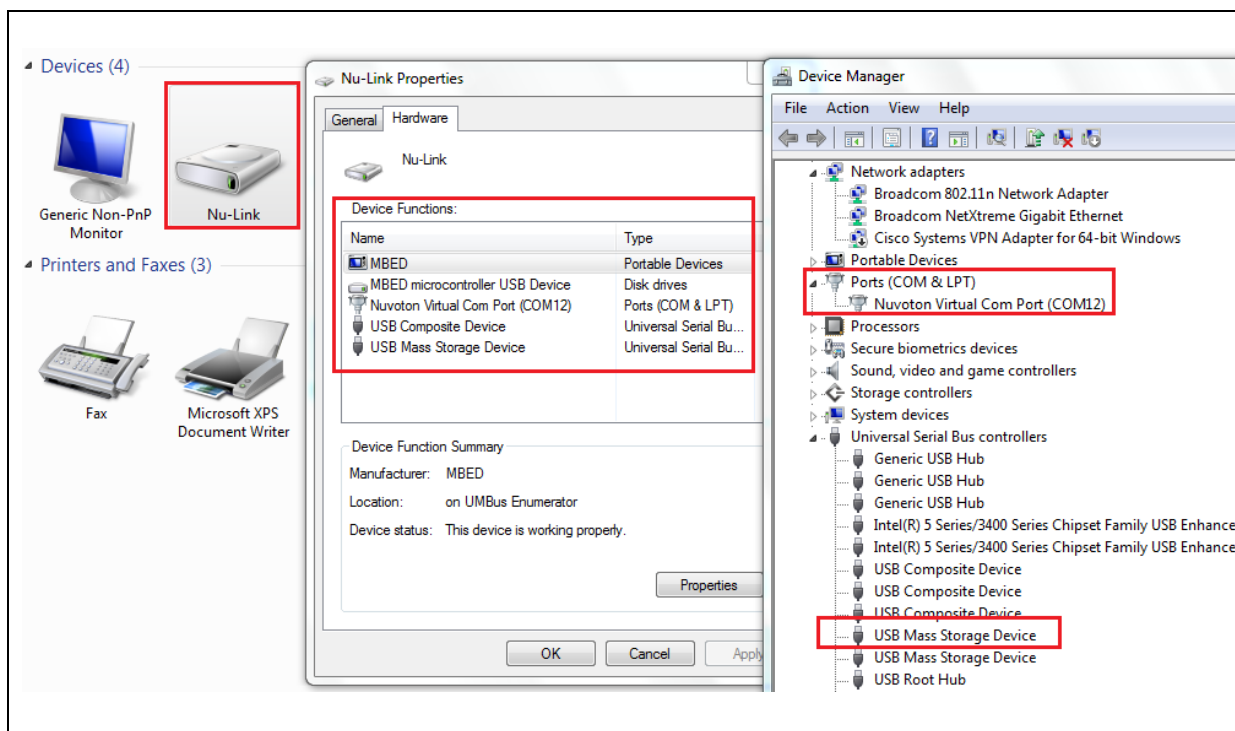 Devices (4)
Generic Non-PnP
Monitor
Nu-Link
Printers and Faxes (3)
Fax
Microsoft XPS
Document Writer
Nu-Link Properties
General Hardware
Nu-Link
Device Functions:
Name Type
MBED Portable Devices
MBED microcontroller USB Device Disk drives
Nuvoton Virtual Com Port (COM12) Ports (COM & LPT)
USB Composite Device Universal Serial Bu...
USB Mass Storage Device Universal Serial Bu...
Device Function Summary
Manufacturer: MBED
Location: on UMBus Enumerator
Device status: This device is working properly.
Properties
OK Cancel Apply
Device Manager
File Action View Help
Network adapters
Broadcom 802.11n Network Adapter
Broadcom NetXtreme Gigabit Ethernet
Cisco Systems VPN Adapter for 64-bit Windows
Portable Devices
Ports (COM & LPT)
Nuvoton Virtual Com Port (COM12)
Processors
Secure biometrics devices
Sound, video and game controllers
Storage controllers
System devices
Universal Serial Bus controllers
Generic USB Hub
Generic USB Hub
Generic USB Hub
Intel(R) 5 Series/3400 Series Chipset Family USB Enhance
Intel(R) 5 Series/3400 Series Chipset Family USB Enhance
USB Composite Device
USB Composite Device
USB Composite Device
USB Mass Storage Device
USB Mass Storage Device
USB Root Hub